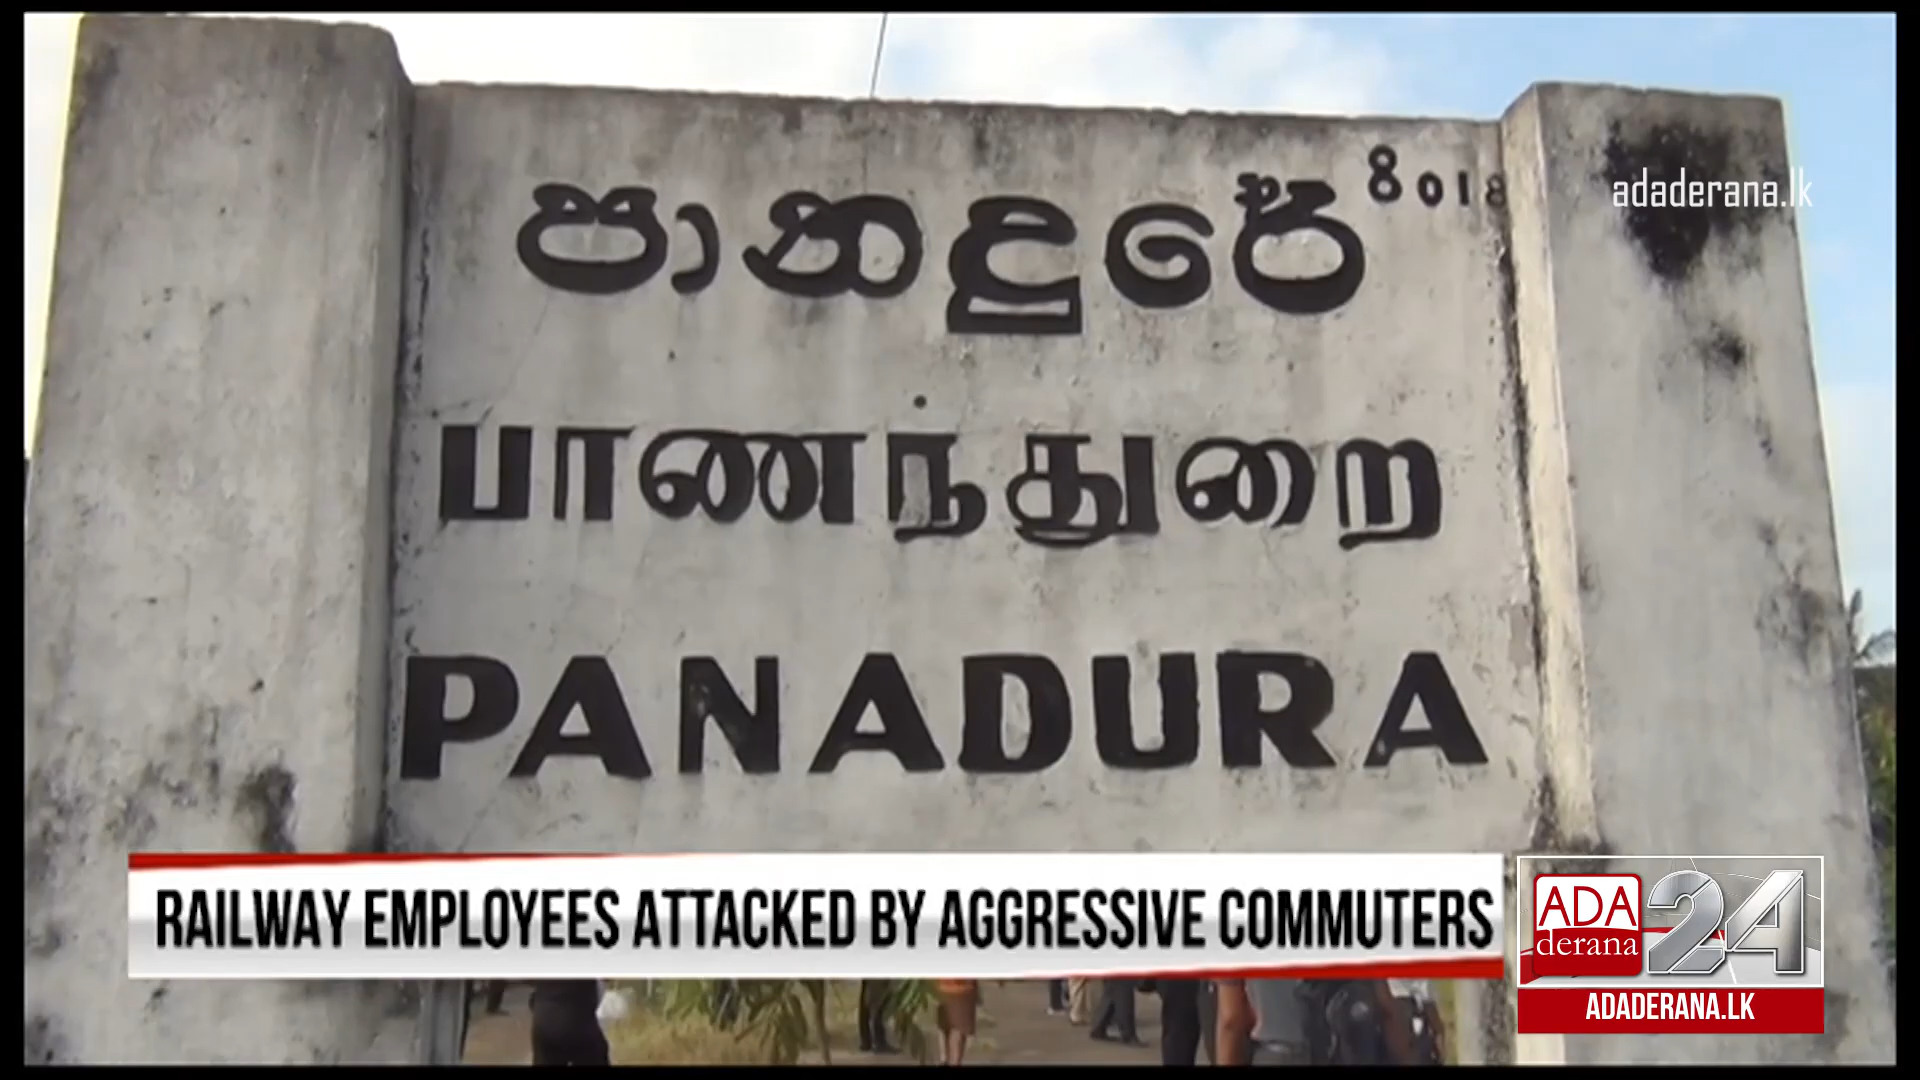 adaderana.lk
පානදුරේ 8018
பாணந்துறை
PANADURA
RAILWAY EMPLOYEES ATTACKED BY AGGRESSIVE COMMUTERS
ADA
derana
24
ADADERANA.LK